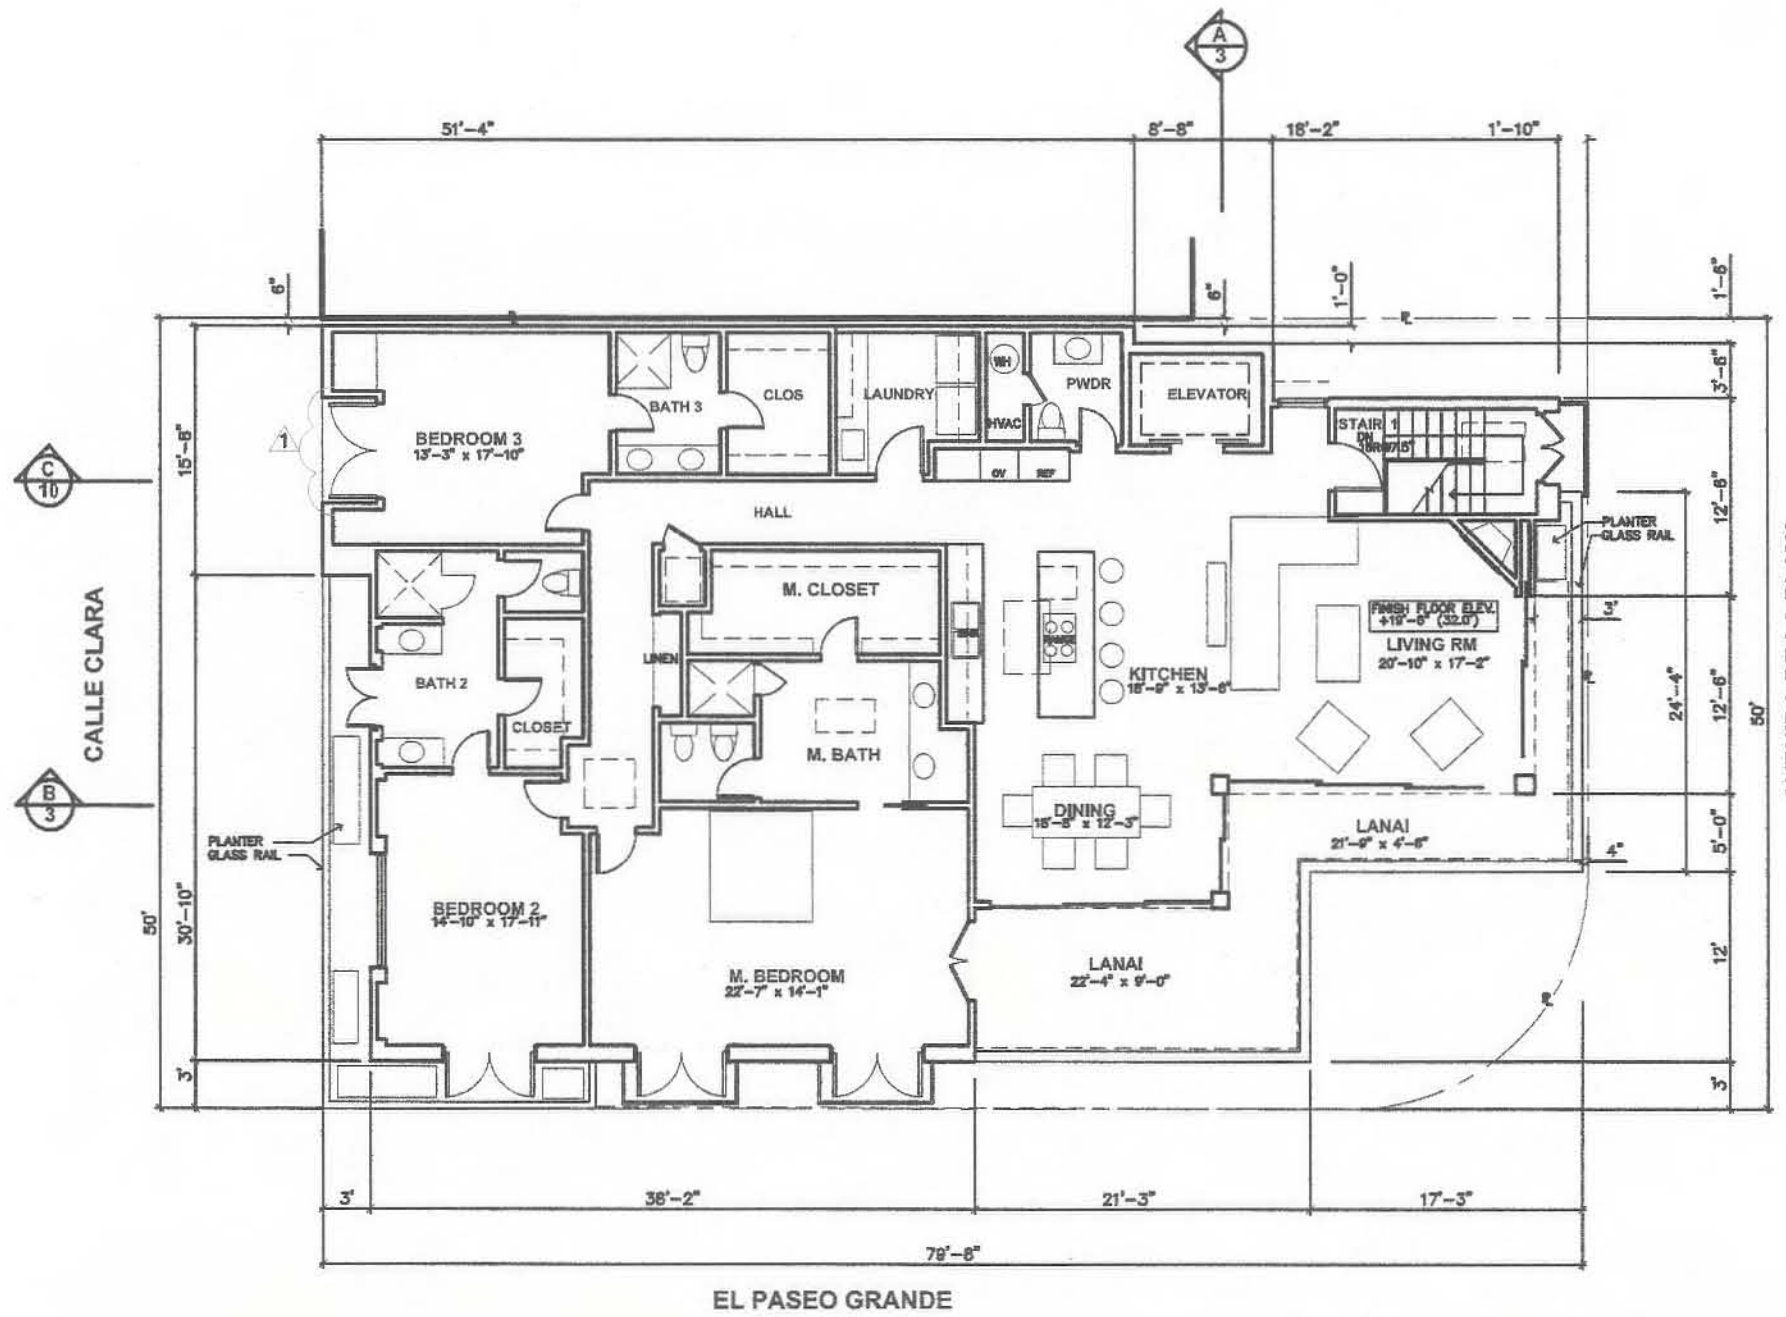 A
3
51'-4"
8'-8"
18'-2"
1'-10"
6"
6"
1'-0"
1'-6"
WH
PWDR
ELEVATOR
3'-6"
BATH 3
CLOS
LAUNDRY
HVAC
STAIR 1
DN
1
BEDROOM 3
13'-3" x 17'-10"
15'-8"
C
10
OV
REF
HALL
12'-6"
PLANTER
GLASS RAIL
M. CLOSET
FINISH FLOOR ELEV.
+19'-6" (32.0')
3'
LIVING RM
20'-10" x 17'-2"
LINEN
RANGE
KITCHEN
18'-9" x 13'-6"
CALLE CLARA
BATH 2
CLOSET
M. BATH
24'-4"
12'-6"
50'
B
3
DINING
LANAI
21'-9" x 4'-6"
5'-0"
4"
PLANTER
GLASS RAIL
50'
30'-10"
BEDROOM 2
14'-10" x 17'-11"
M. BEDROOM
22'-7" x 14'-1"
LANAI
22'-4" x 9'-0"
12'
3'
3'
3'
38'-2"
21'-3"
17'-3"
79'-8"
EL PASEO GRANDE